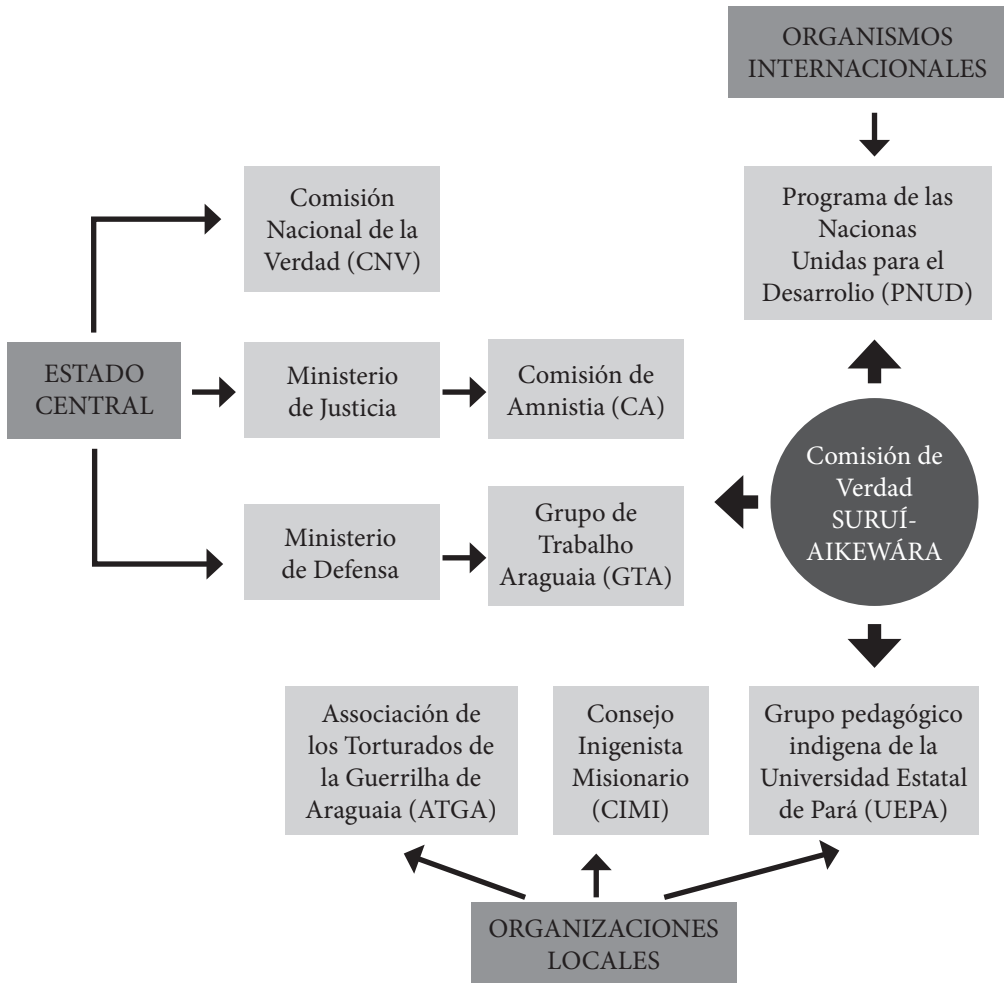 ORGANISMOS
INTERNACIONALES
Comisión
Nacional de la
Verdad (CNV)
Programa de las
Nacionas
Unidas para el
Desarrolio (PNUD)
ESTADO
CENTRAL
Ministerio
de Justicia
Comisión de
Amnistia (CA)
Comisión de
Verdad
SURUÍ-
AIKEWÁRA
Ministerio
de Defensa
Grupo de
Trabalho
Araguaia (GTA)
Associación de
los Torturados de
la Guerrilha de
Araguaia (ATGA)
Consejo
Inigenista
Misionario
(CIMI)
Grupo pedagógico
indigena de la
Universidad Estatal
de Pará (UEPA)
ORGANIZACIONES
LOCALES